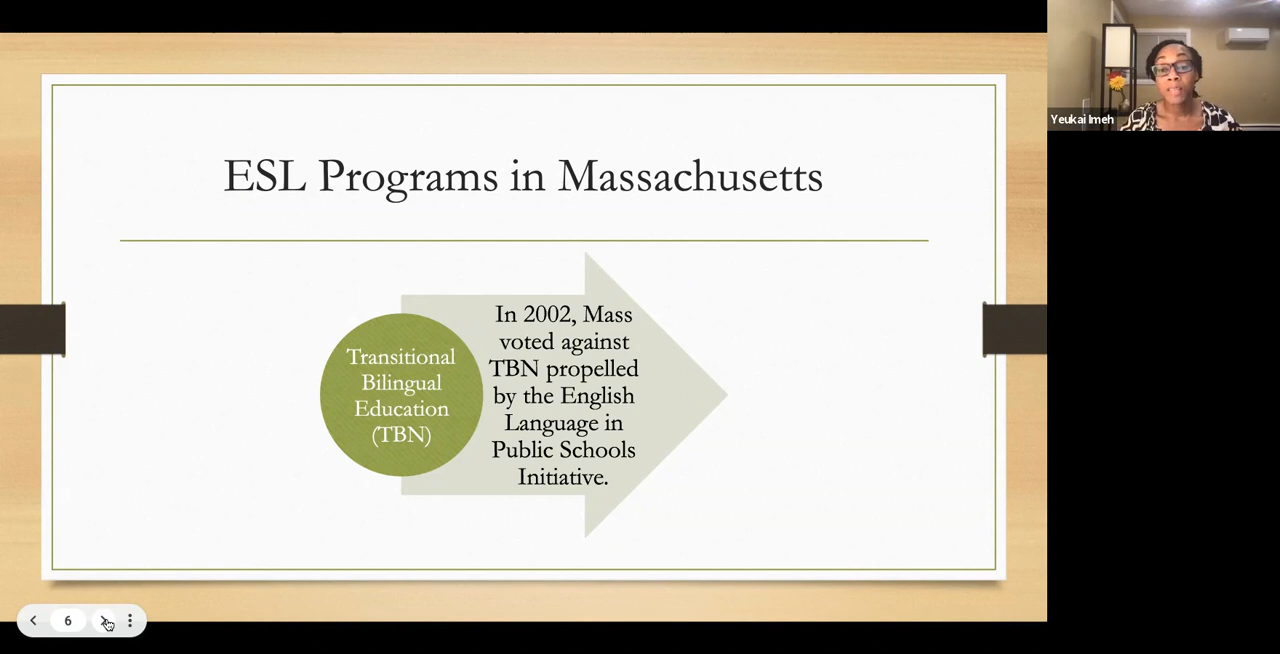 ESL Programs in Massachusetts
Transitional
Bilingual
Education
(TBN)
In 2002, Mass
voted against
TBN propelled
by the English
Language in
Public Schools
Initiative.
Yeukai Imeh
6